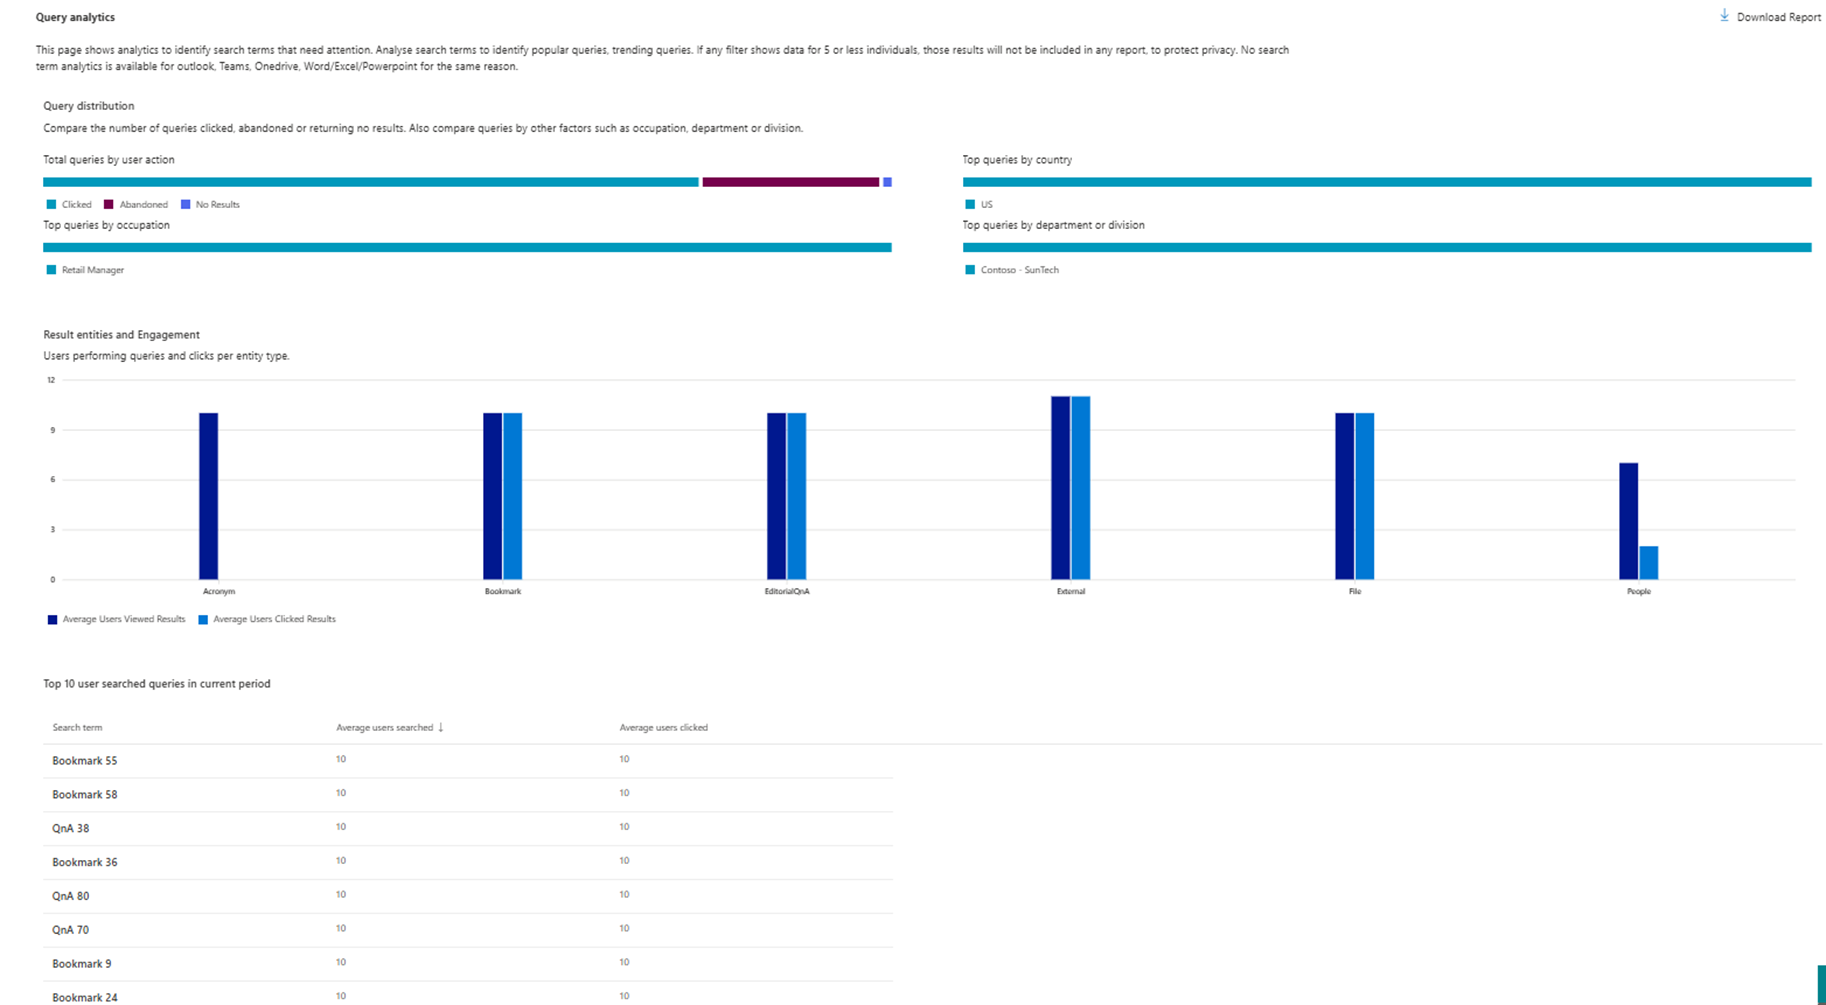 Query analytics
Download Report
This page shows analytics to identify search terms that need attention. Analyse search terms to identify popular queries, trending queries. If any filter shows data for 5 or less individuals, those results will not be included in any report, to protect privacy. No search
term analytics is available for outlook, Teams, Onedrive, Word/Excel/Powerpoint for the same reason.
Query distribution
Compare the number of queries clicked, abandoned or returning no results. Also compare queries by other factors such as occupation, department or division.
Total queries by user action
Clicked Abandoned No Results
Top queries by country
US
Top queries by occupation
Retail Manager
Top queries by department or division
Contoso - SunTech
Result entities and Engagement
Users performing queries and clicks per entity type.
12
9
6
3
0
Acronym Bookmark EditorialQnA External File People
Average Users Viewed Results Average Users Clicked Results
Top 10 user searched queries in current period
Search term Average users searched ↓ Average users clicked
Bookmark 55 10 10
Bookmark 58 10 10
QnA 38 10 10
Bookmark 36 10 10
QnA 80 10 10
QnA 70 10 10
Bookmark 9 10 10
Bookmark 24 10 10